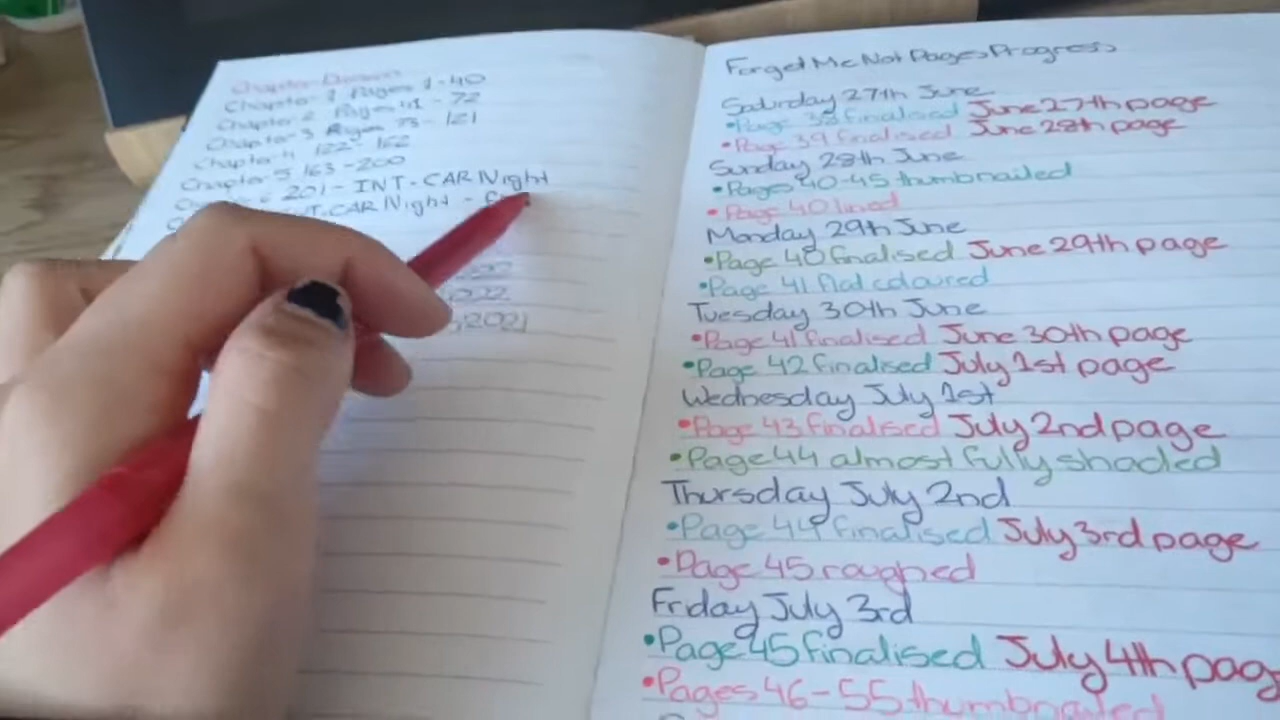 Chapter 1 Pages 1-40
Chapter 2 Pages 41-72
Chapter 3 Pages 73-121
Chapter 4 122-162
Chapter 5 163-200
201- INT-CAR Night
INT.CAR Night -
2022
2021
Forget Me Not Pages Progress
Saturday 27th June
•Page 38 finalised June 27th page
•Page 39 finalised June 28th page
Sunday 28th June
•Pages 40-45 thumbnailed
•Page 40 lined
Monday 29th June
•Page 40 finalised June 29th page
•Page 41 flat coloured
Tuesday 30th June
•Page 41 finalised June 30th page
•Page 42 finalised July 1st page
Wednesday July 1st
•Page 43 finalised July 2nd page
•Page 44 almost fully shaded
Thursday July 2nd
•Page 44 finalised July 3rd page
•Page 45 roughed
Friday July 3rd
•Page 45 finalised July 4th pag
•Pages 46-55 thumbnailed